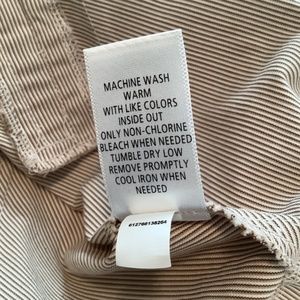 MACHINE WASH
WARM
WITH LIKE COLORS
INSIDE OUT
ONLY NON-CHLORINE
BLEACH WHEN NEEDED
TUMBLE DRY LOW
REMOVE PROMPTLY
COOL IRON WHEN
NEEDED